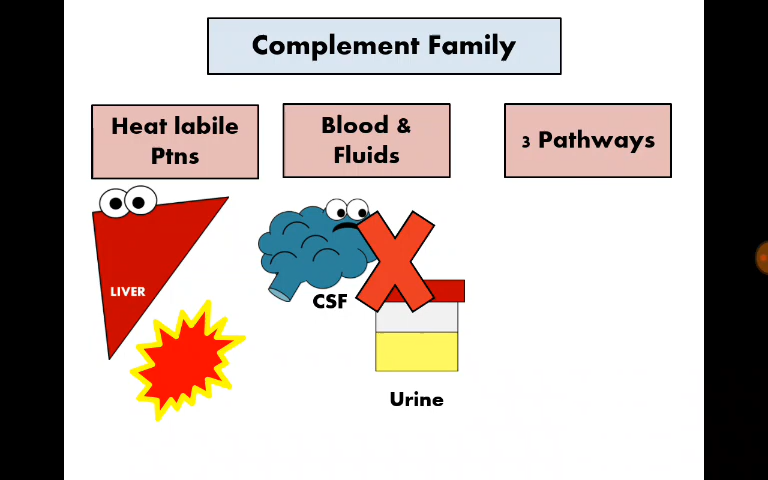 Complement Family
Heat labile
Ptns
Blood &
Fluids
3 Pathways
LIVER
CSF
Urine